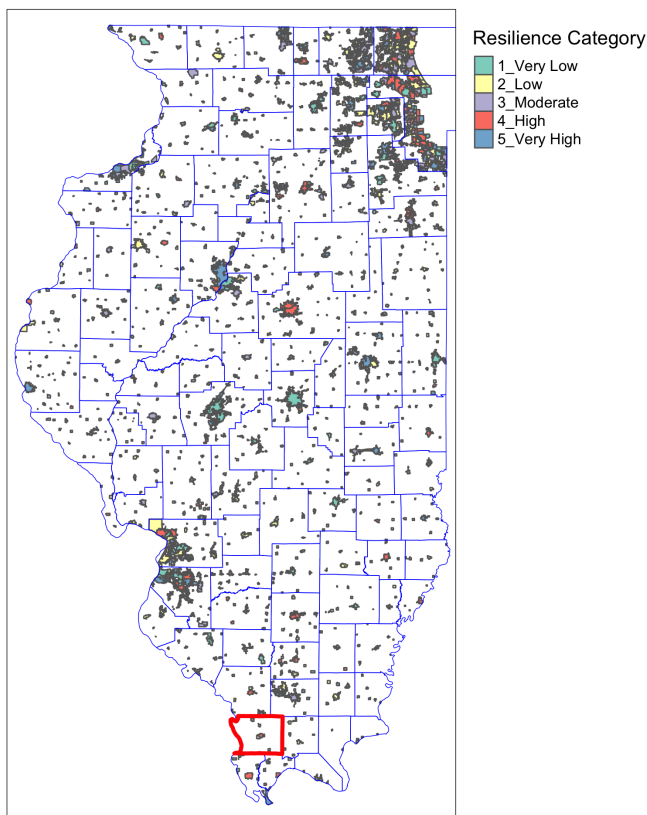 Resilience Category
1_Very Low
2_Low
3_Moderate
4_High
5_Very High